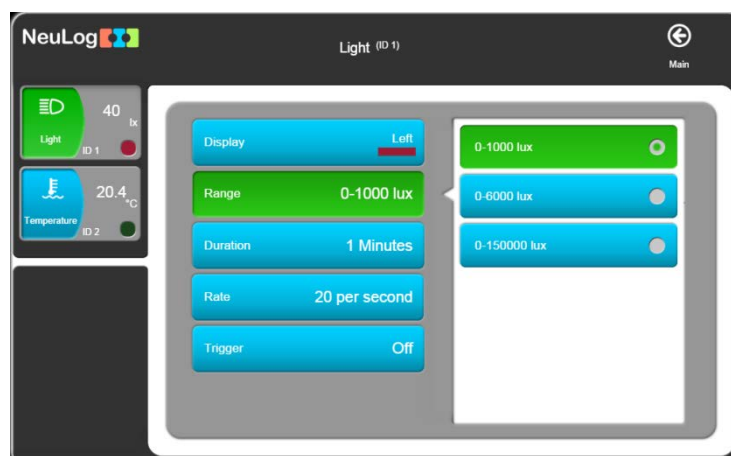 NeuLog
Light (ID 1)
Main
40 lx
Light
ID 1
20.4 °C
Temperature
ID 2
Display Left
Range 0-1000 lux
Duration 1 Minutes
Rate 20 per second
Trigger Off
0-1000 lux
0-6000 lux
0-150000 lux